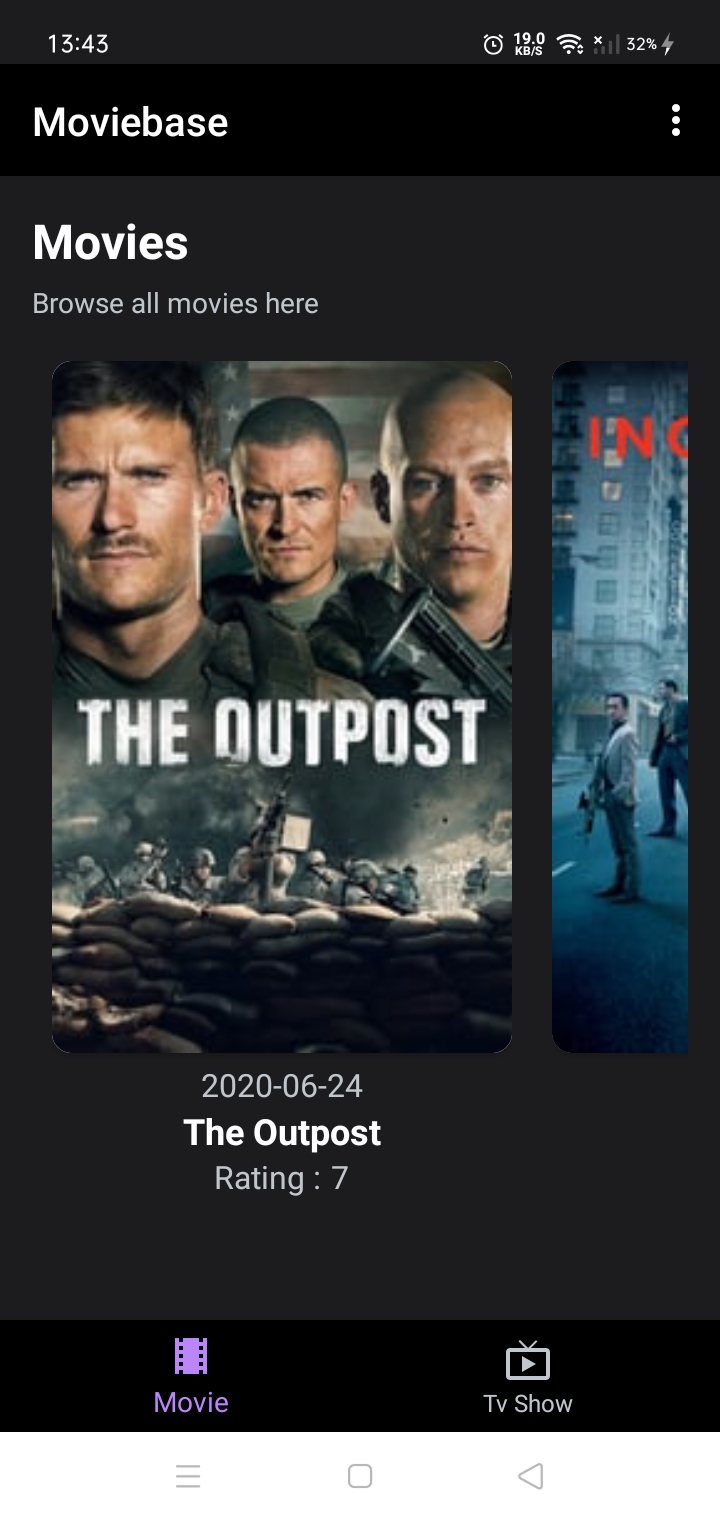 13:43
19.0
KB/S
32%
Moviebase
Movies
Browse all movies here
THE OUTPOST
2020-06-24
The Outpost
Rating : 7
Movie
Tv Show